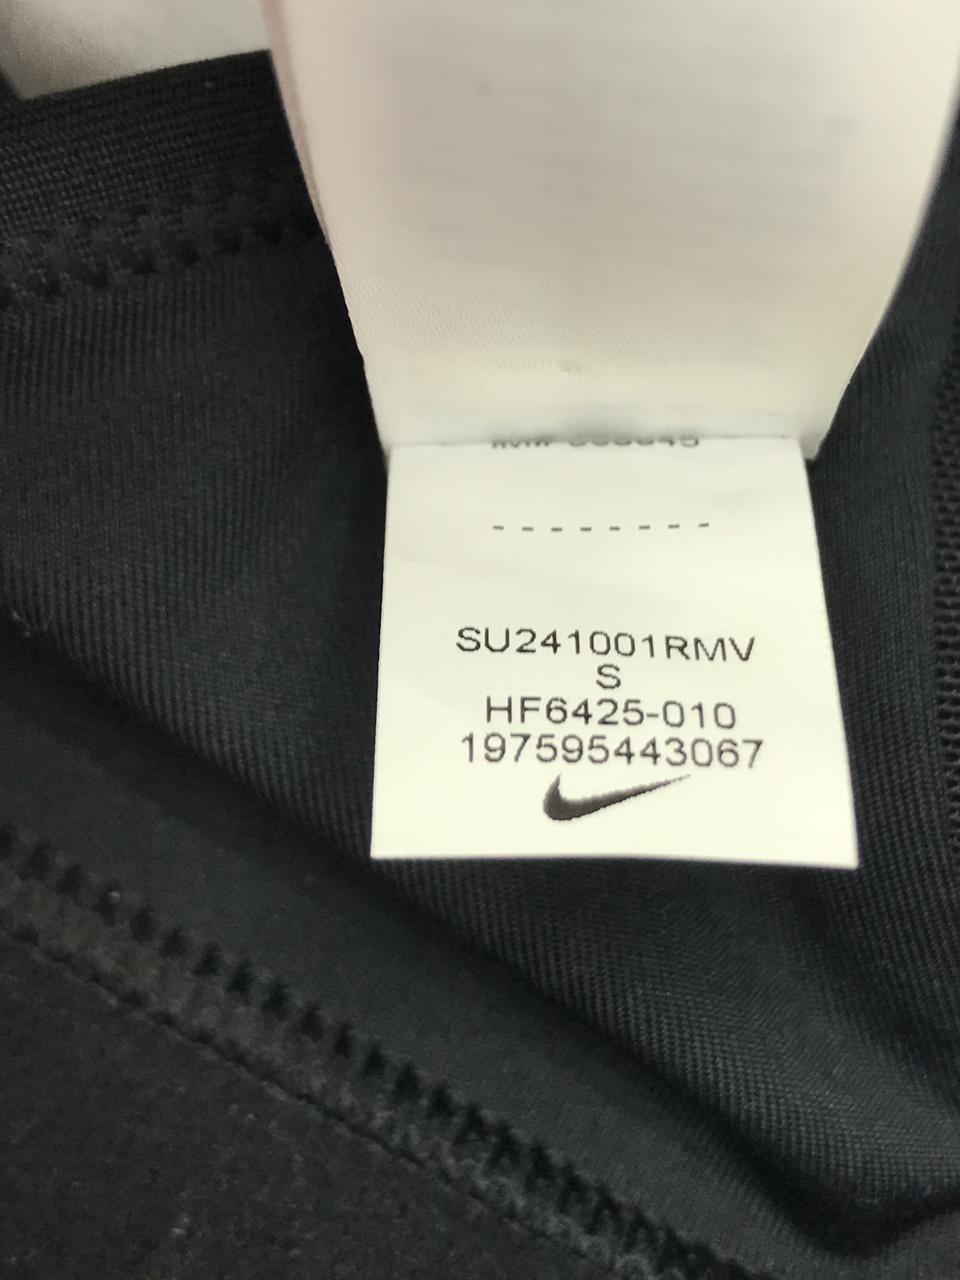 - - - - - - - -
SU241001RMV
S
HF6425-010
197595443067